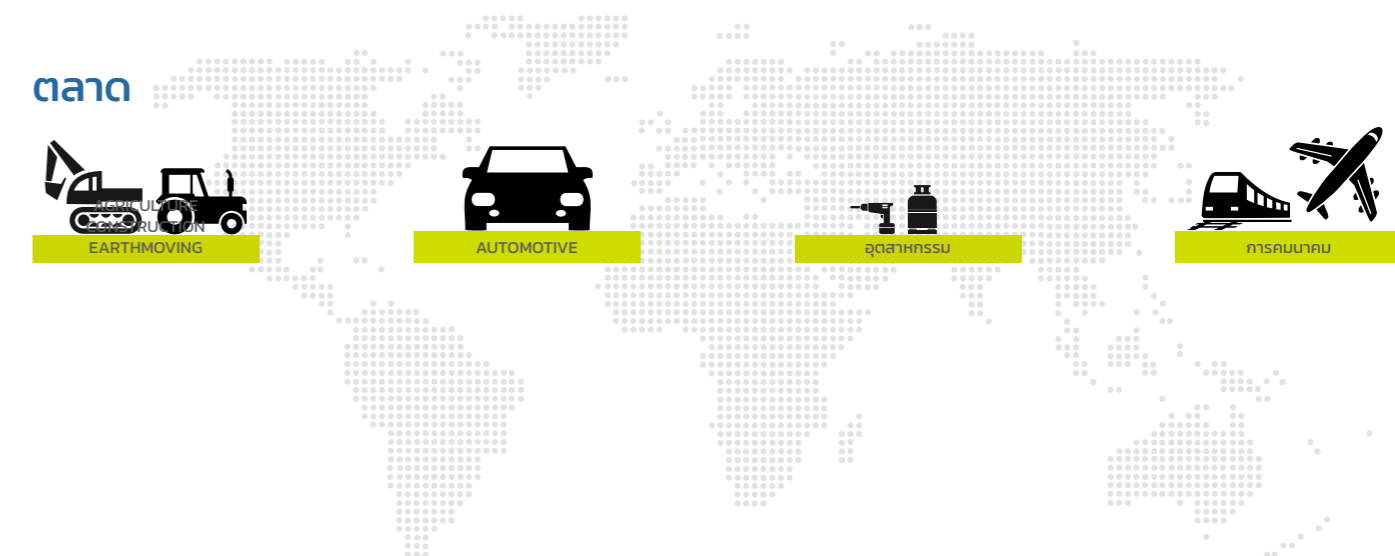 ตลาด
AGRICULTURE
CONSTRUCTION
EARTHMOVING
AUTOMOTIVE
อุตสาหกรรม
การคมนาคม